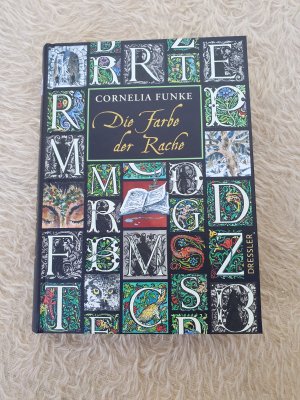 B R Z
R R T E
CORNELIA FUNKE
Die Farbe
der Rache
R E P
M M C O D
R G D
F B M S Z
T E C S B
DRESSLER